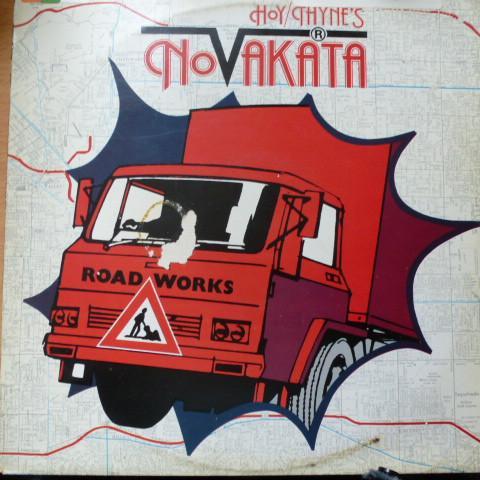 HOY/THYNE'S
NOVAKATA ®
ROAD WORKS